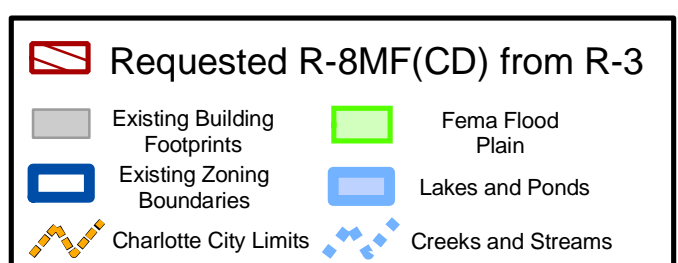 Requested R-8MF(CD) from R-3
Existing Building
Footprints
Fema Flood
Plain
Existing Zoning
Boundaries
Lakes and Ponds
Charlotte City Limits
Creeks and Streams